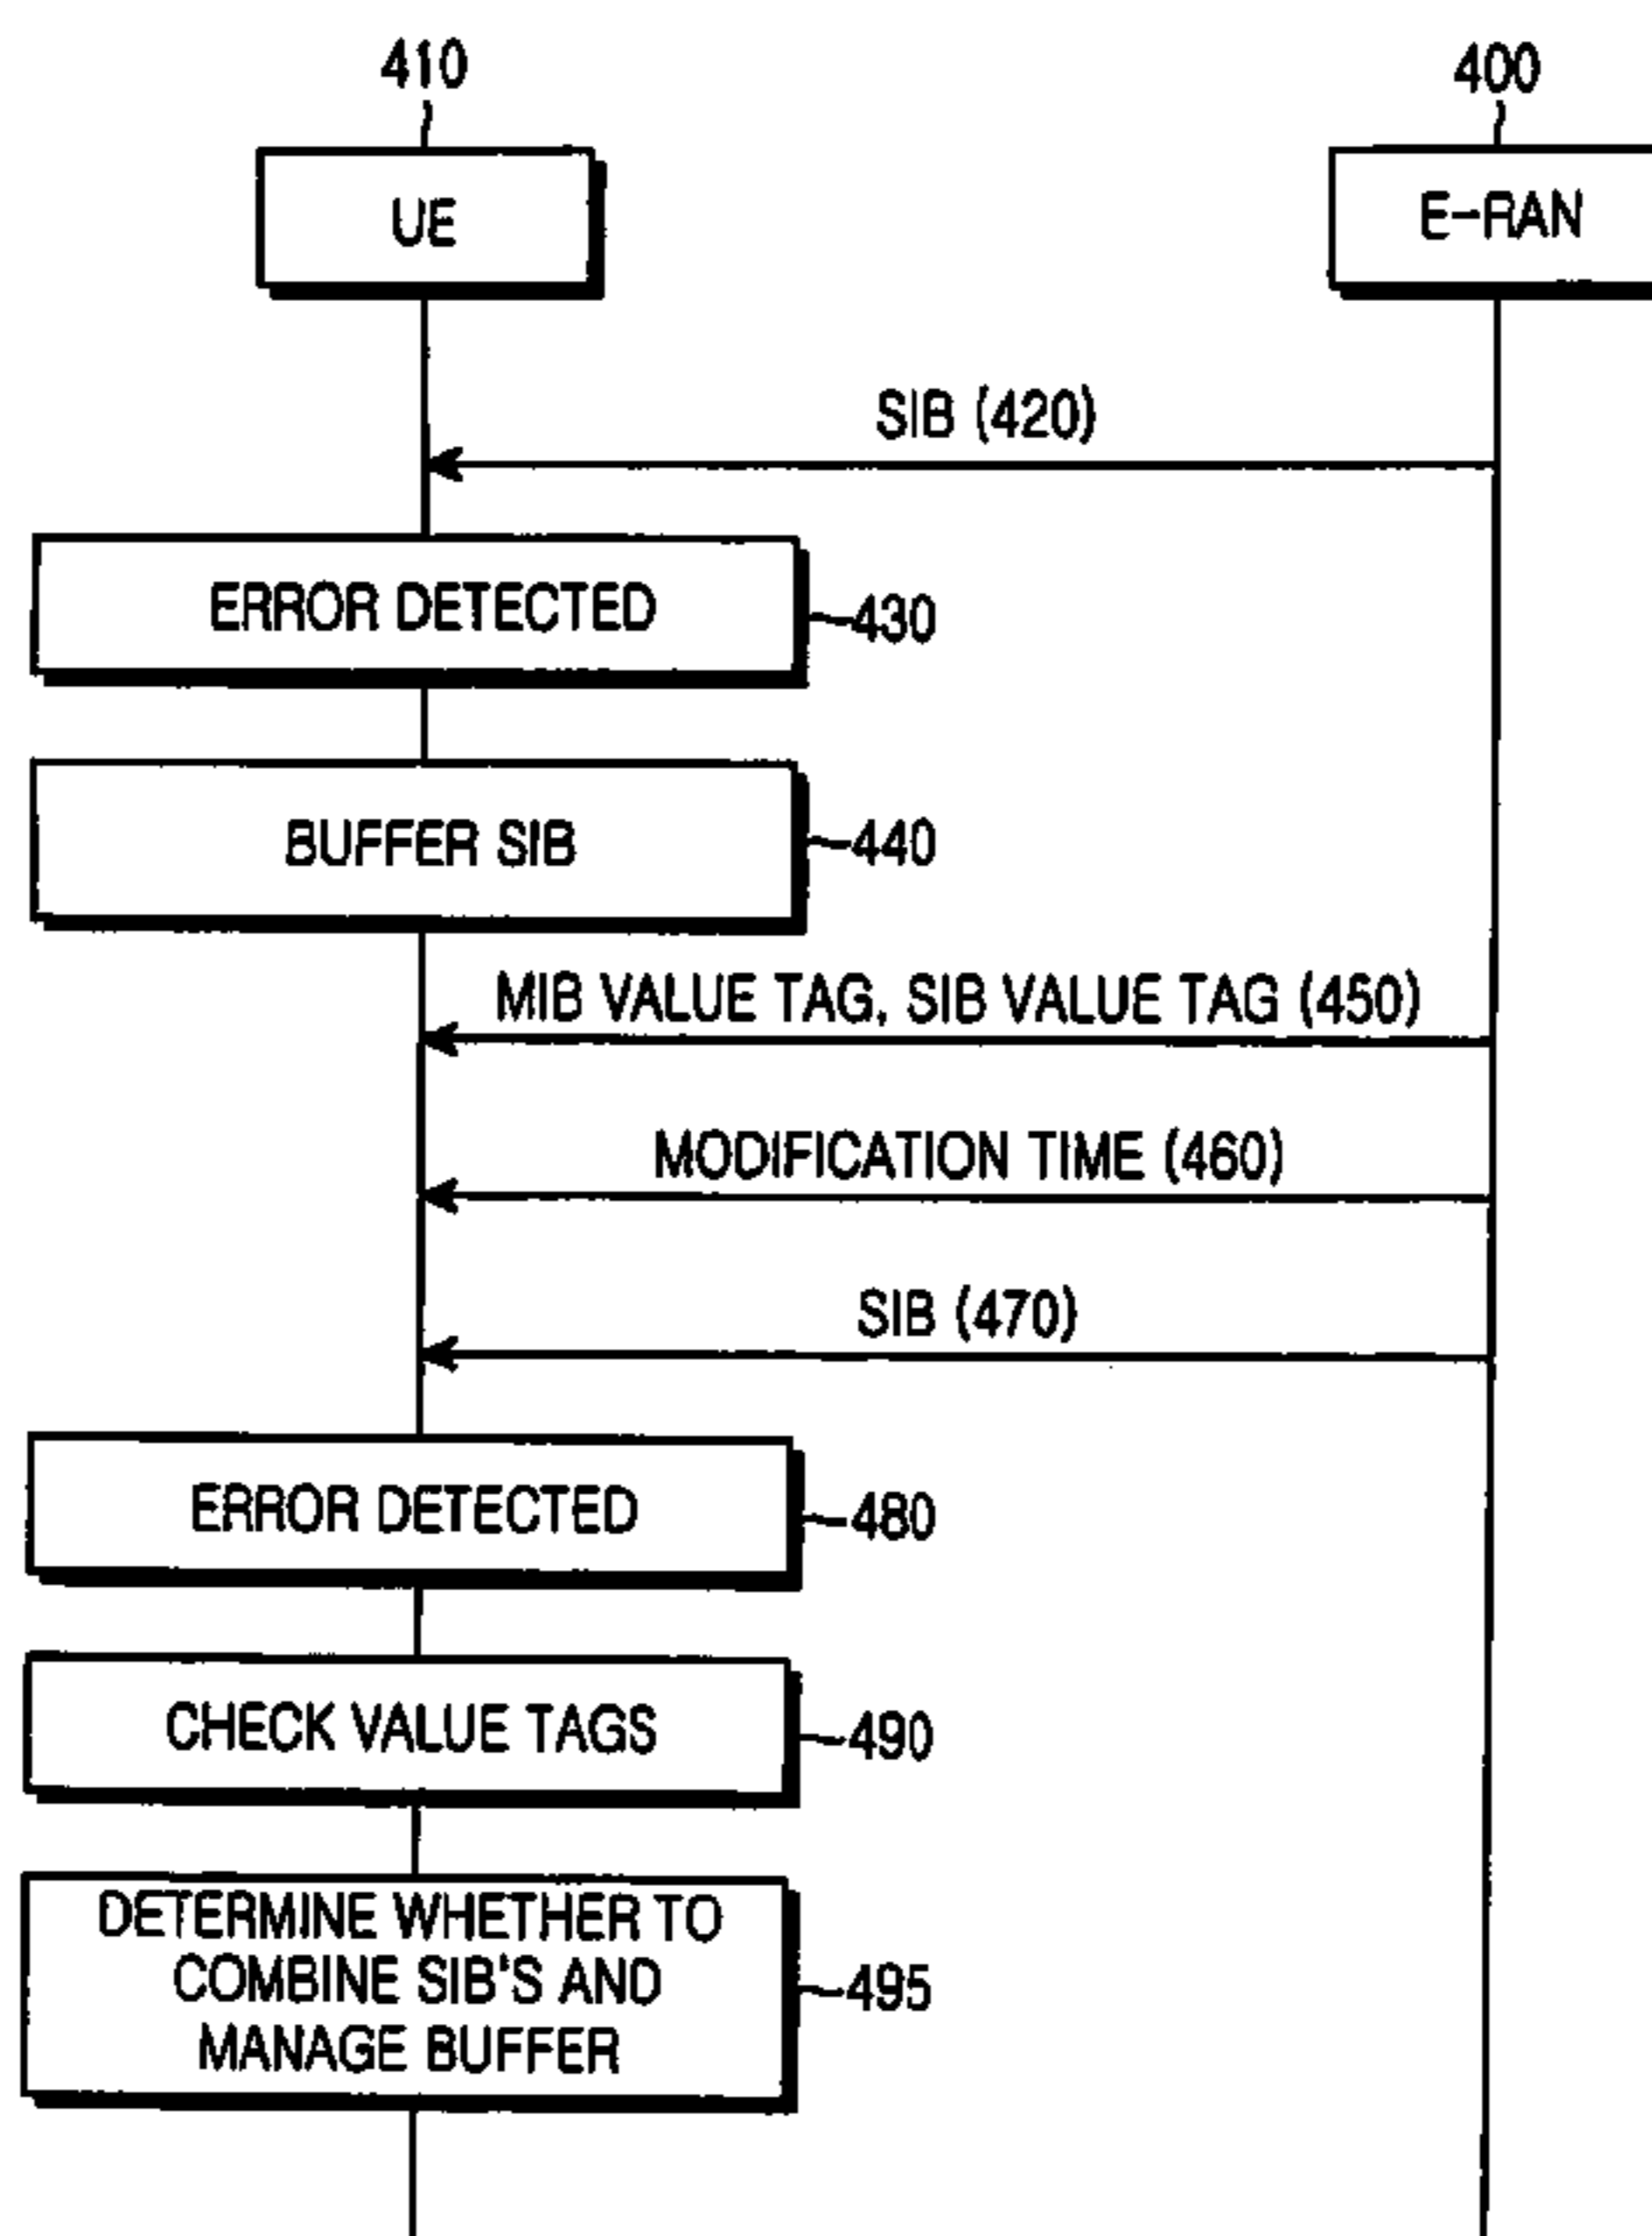 410
400
UE
E-RAN
SIB (420)
ERROR DETECTED
430
BUFFER SIB
440
MIB VALUE TAG, SIB VALUE TAG (450)
MODIFICATION TIME (460)
SIB (470)
ERROR DETECTED
480
CHECK VALUE TAGS
490
DETERMINE WHETHER TO
COMBINE SIB'S AND
MANAGE BUFFER
495